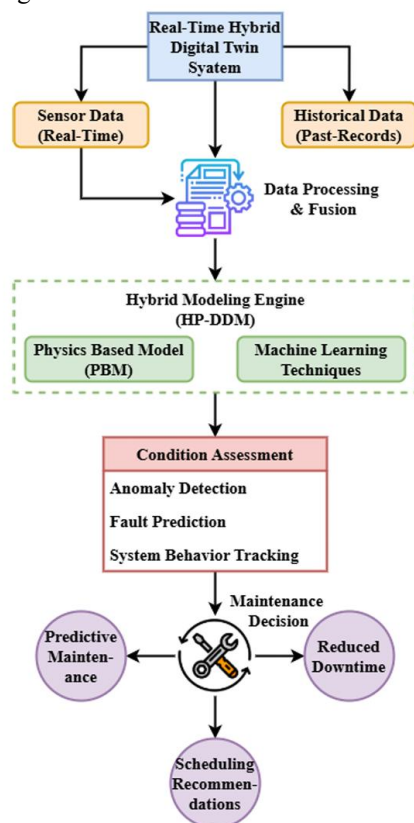 Real-Time Hybrid
Digital Twin
Syatem
Sensor Data
(Real-Time)
Historical Data
(Past-Records)
Data Processing
& Fusion
Hybrid Modeling Engine
(HP-DDM)
Physics Based Model
(PBM)
Machine Learning
Techniques
Condition Assessment
Anomaly Detection
Fault Prediction
System Behavior Tracking
Maintenance
Decision
Predictive
Mainten-
ance
Reduced
Downtime
Scheduling
Recommen-
dations